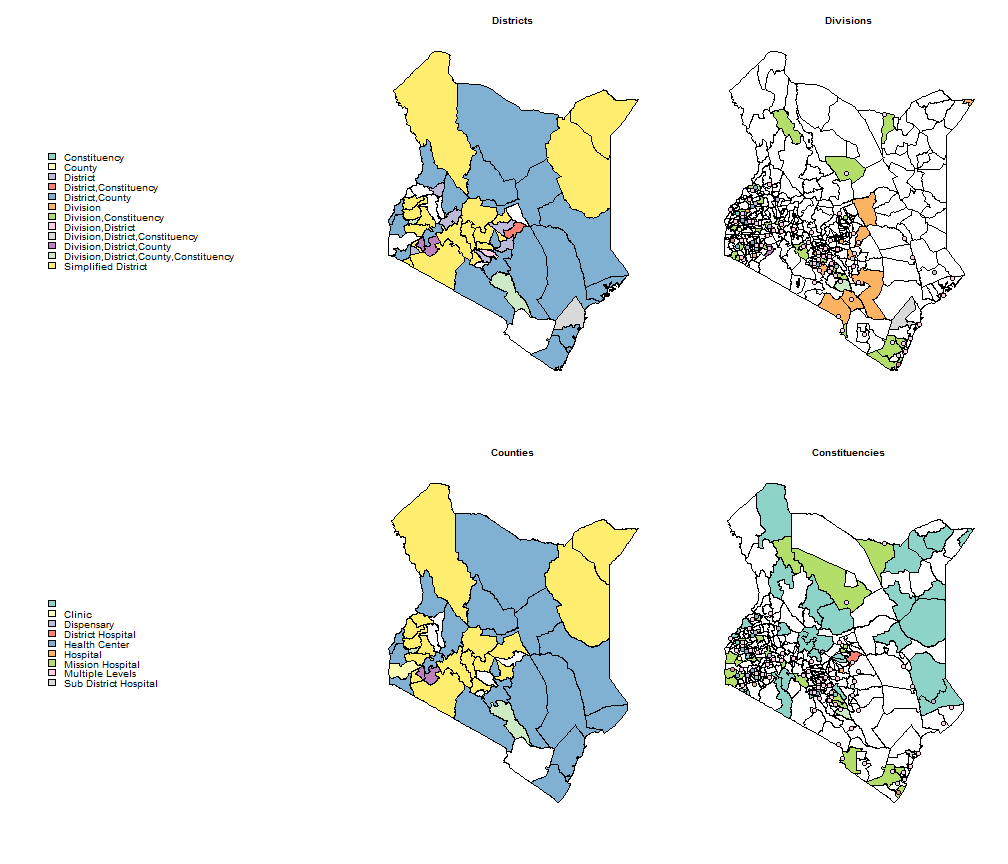 Districts
Divisions
Constituency
County
District
District,Constituency
District,County
Division
Division,Constituency
Division,District
Division,District,Constituency
Division,District,County
Division,District,County,Constituency
Simplified District
Counties
Constituencies
Clinic
Dispensary
District Hospital
Health Center
Hospital
Mission Hospital
Multiple Levels
Sub District Hospital